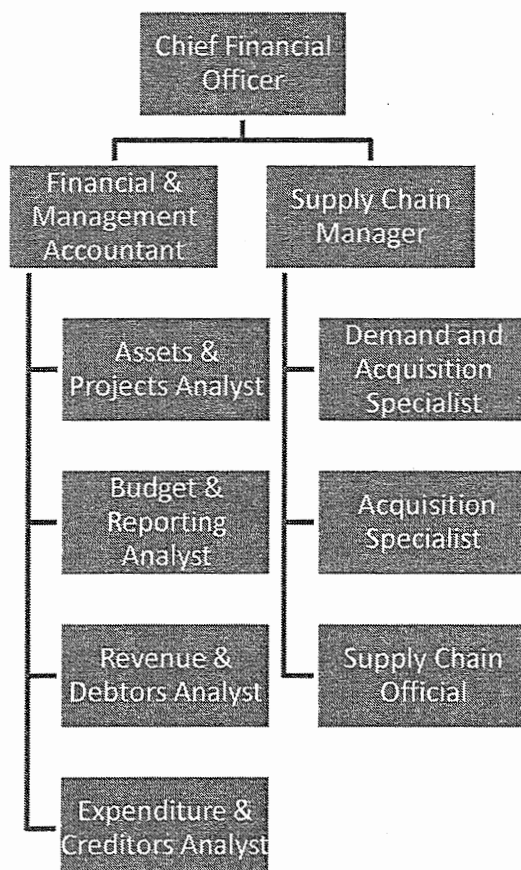 Chief Financial
Officer
Financial &
Management
Accountant
Supply Chain
Manager
Assets &
Projects Analyst
Budget &
Reporting
Analyst
Revenue &
Debtors Analyst
Expenditure &
Creditors Analyst
Demand and
Acquisition
Specialist
Acquisition
Specialist
Supply Chain
Official